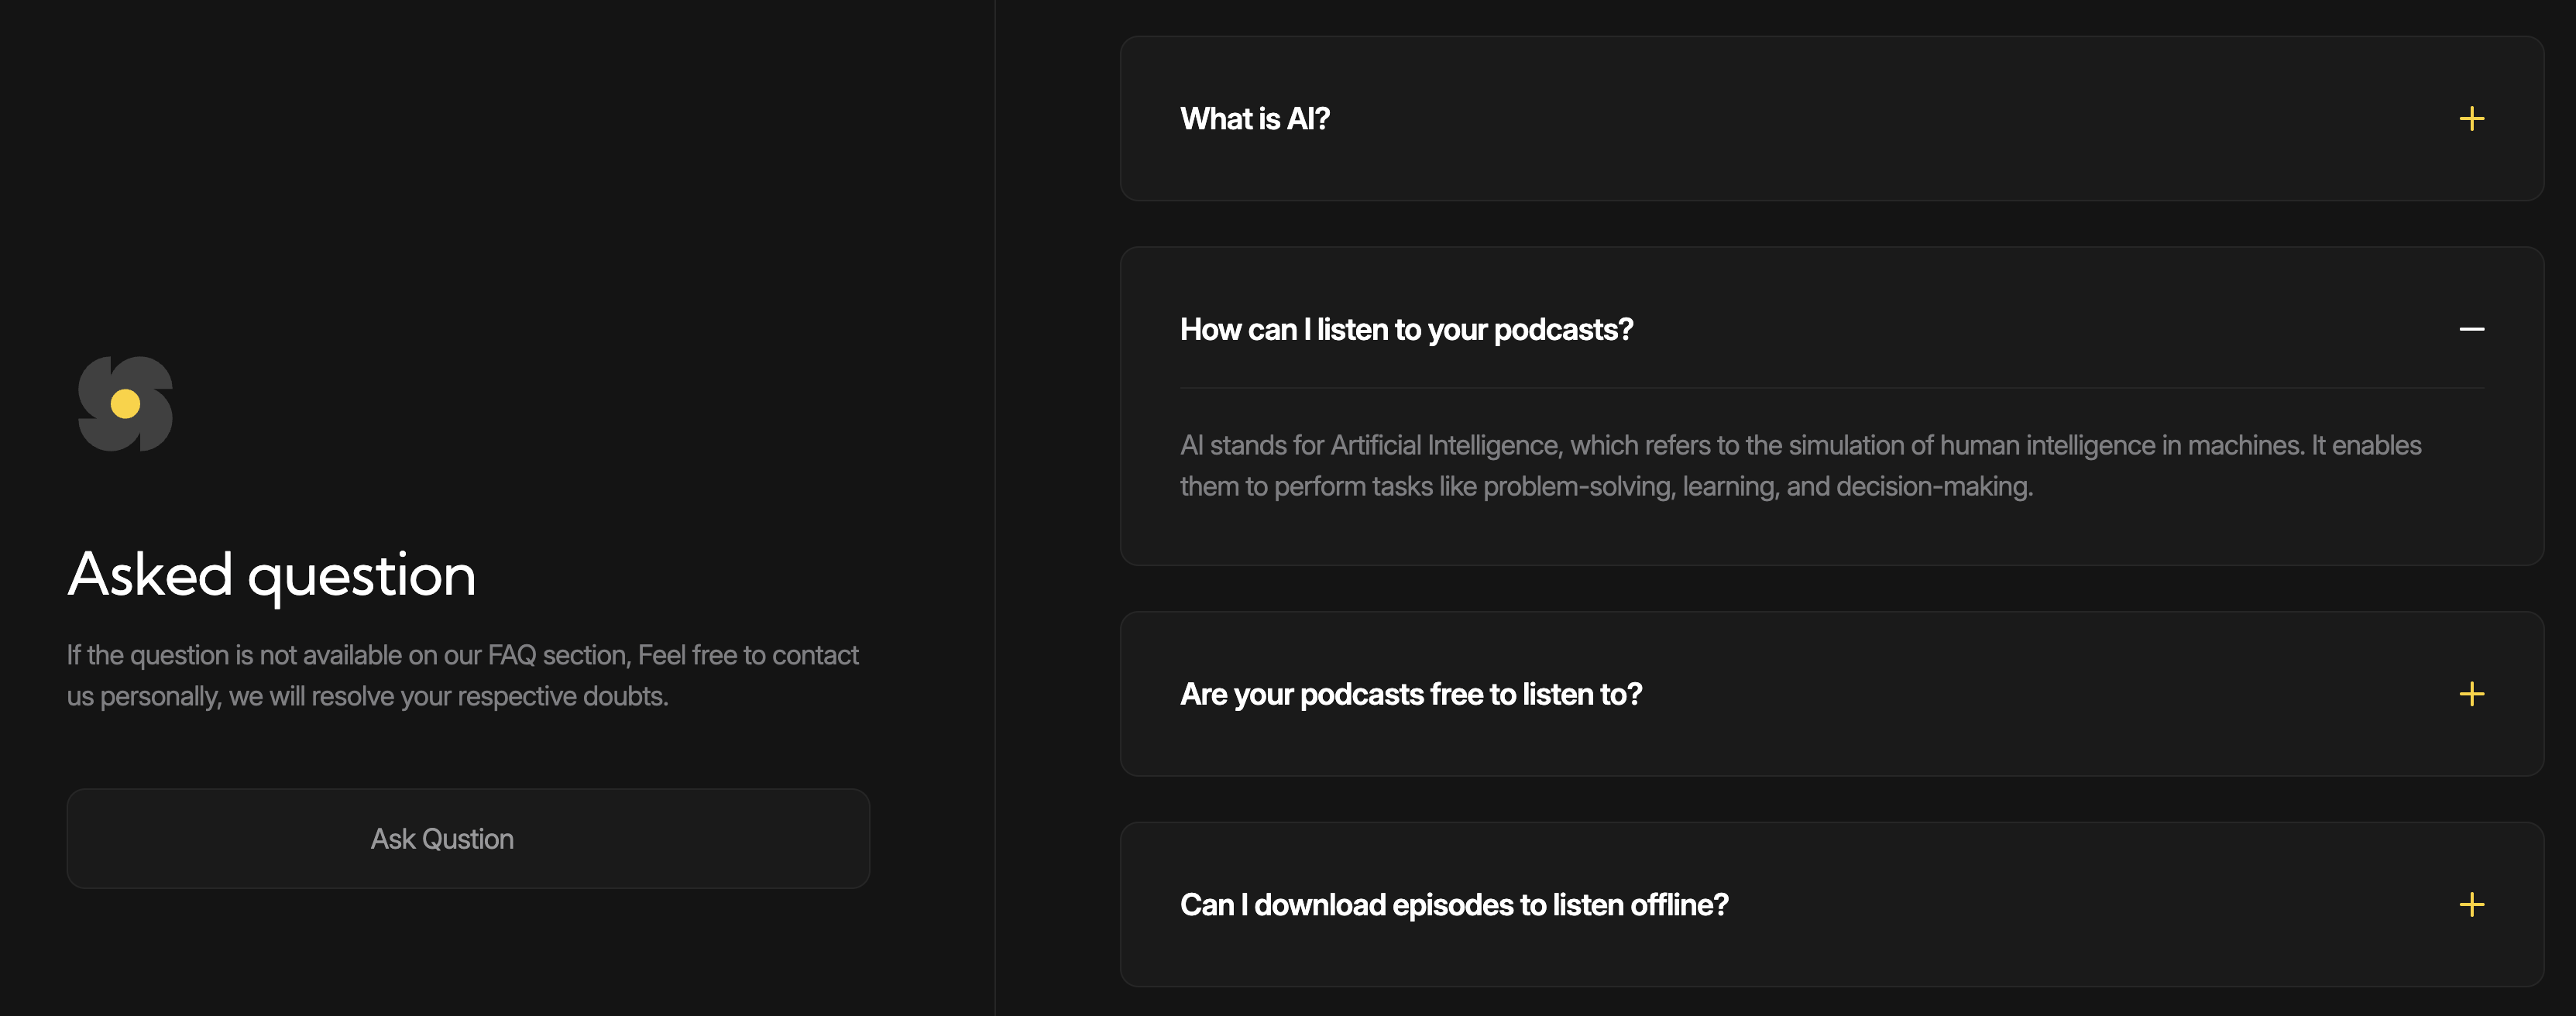 Asked question
If the question is not available on our FAQ section, Feel free to contact
us personally, we will resolve your respective doubts.
Ask Qustion
What is AI?
How can I listen to your podcasts?
AI stands for Artificial Intelligence, which refers to the simulation of human intelligence in machines. It enables
them to perform tasks like problem-solving, learning, and decision-making.
Are your podcasts free to listen to?
Can I download episodes to listen offline?